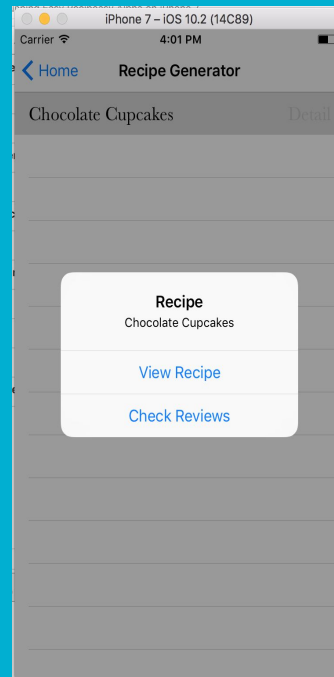 iPhone 7 – iOS 10.2 (14C89)
Carrier 4:01 PM
Home Recipe Generator
Chocolate Cupcakes Detail
Recipe
Chocolate Cupcakes
View Recipe
Check Reviews